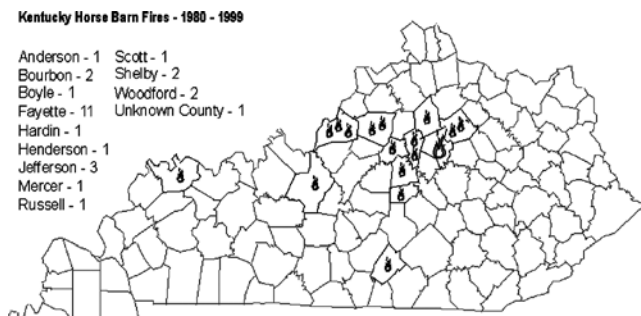 Kentucky Horse Barn Fires - 1980 - 1999
Anderson - 1
Bourbon - 2
Boyle - 1
Fayette - 11
Hardin - 1
Henderson - 1
Jefferson - 3
Mercer - 1
Russell - 1
Scott - 1
Shelby - 2
Woodford - 2
Unknown County - 1